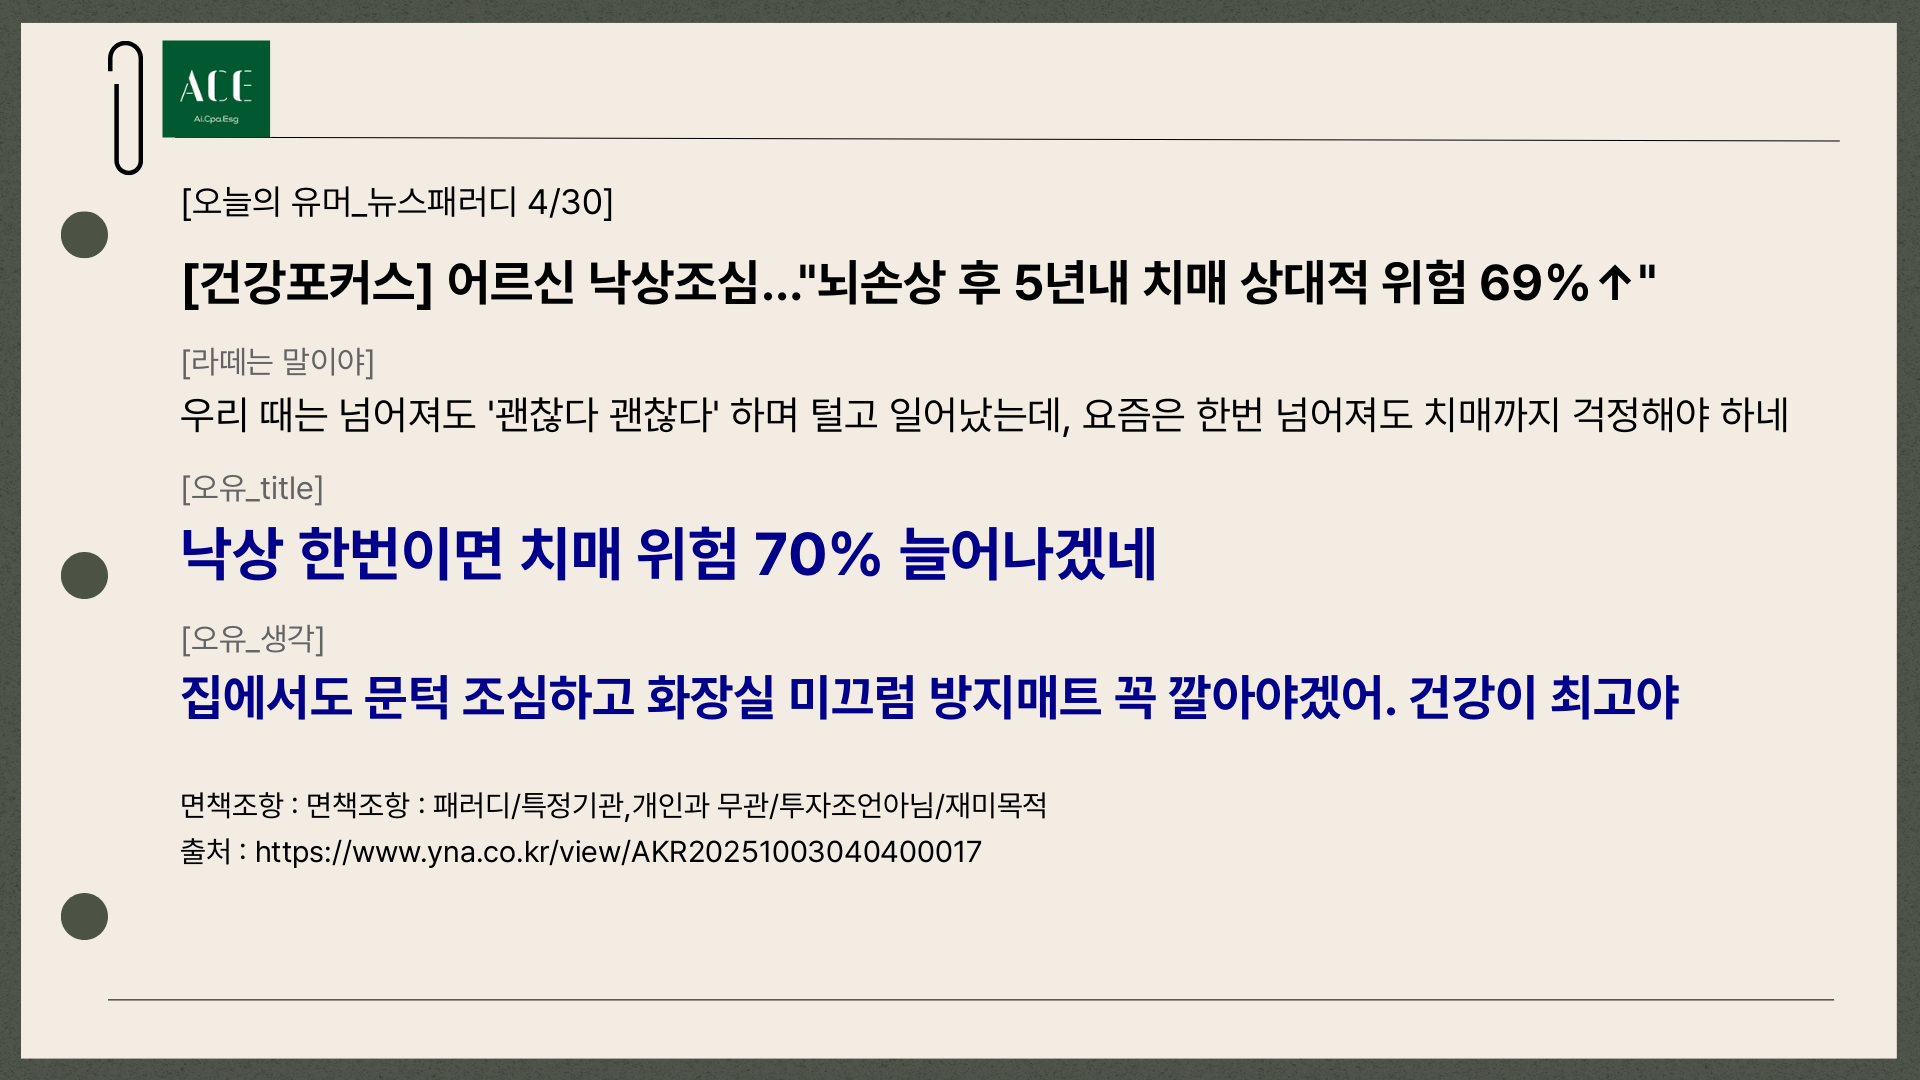 ACE
Ai.Cpa.Esg
[오늘의 유머_뉴스패러디 4/30]
[건강포커스] 어르신 낙상조심..."뇌손상 후 5년내 치매 상대적 위험 69%↑"
[라떼는 말이야]
우리 때는 넘어져도 '괜찮다 괜찮다' 하며 털고 일어났는데, 요즘은 한번 넘어져도 치매까지 걱정해야 하네
[오유_title]
낙상 한번이면 치매 위험 70% 늘어나겠네
[오유_생각]
집에서도 문턱 조심하고 화장실 미끄럼 방지매트 꼭 깔아야겠어. 건강이 최고야
면책조항 : 면책조항 : 패러디/특정기관,개인과 무관/투자조언아님/재미목적
출처 : https://www.yna.co.kr/view/AKR20251003040400017